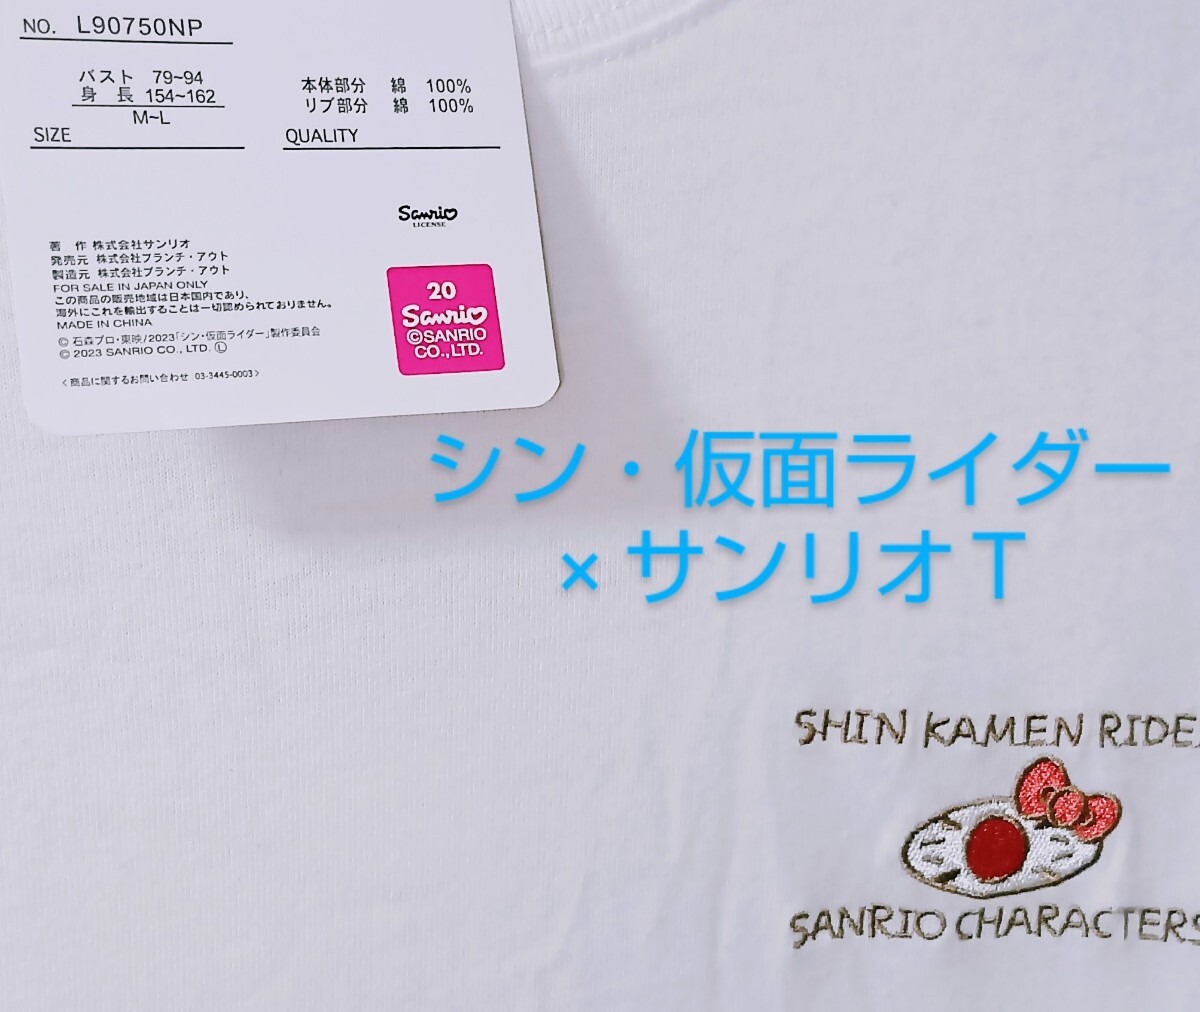 NO. L90750NP
バスト 79~94
身 長 154~162
M~L
SIZE
本体部分 綿 100%
リブ部分 綿 100%
QUALITY
Sanrio
LICENSE
著 作 株式会社サンリオ
発売元 株式会社ブランチ・アウト
製造元 株式会社ブランチ・アウト
FOR SALE IN JAPAN ONLY
この商品の販売地域は日本国内であり、
海外にこれを輸出することは一切認められておりません。
MADE IN CHINA
© 石森プロ・東映/2023「シン・仮面ライダー」製作委員会
© 2023 SANRIO CO., LTD. Ⓛ
〈商品に関するお問い合わせ 03-3445-0003〉
20
Sanrio
©SANRIO
CO., LTD.
シン・仮面ライダー
×サンリオT
SHIN KAMEN RIDE
SANRIO CHARACTERS